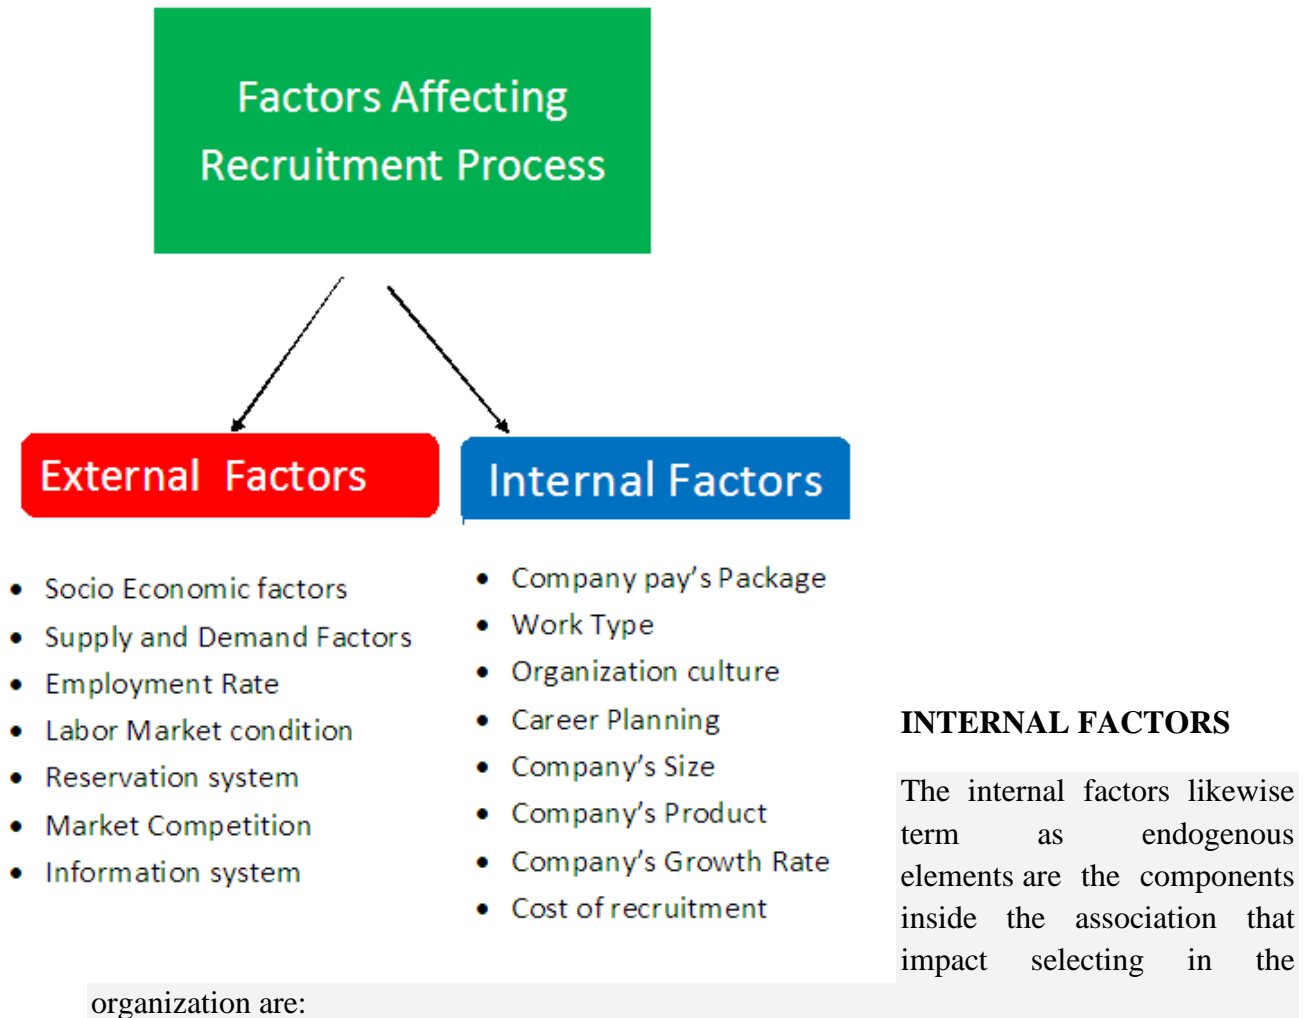 Factors Affecting
Recruitment Process
External Factors
• Socio Economic factors
• Supply and Demand Factors
• Employment Rate
• Labor Market condition
• Reservation system
• Market Competition
• Information system
Internal Factors
• Company pay's Package
• Work Type
• Organization culture
• Career Planning
• Company's Size
• Company's Product
• Company's Growth Rate
• Cost of recruitment
INTERNAL FACTORS
The internal factors likewise
term as endogenous
elements are the components
inside the association that
impact selecting in the
organization are: